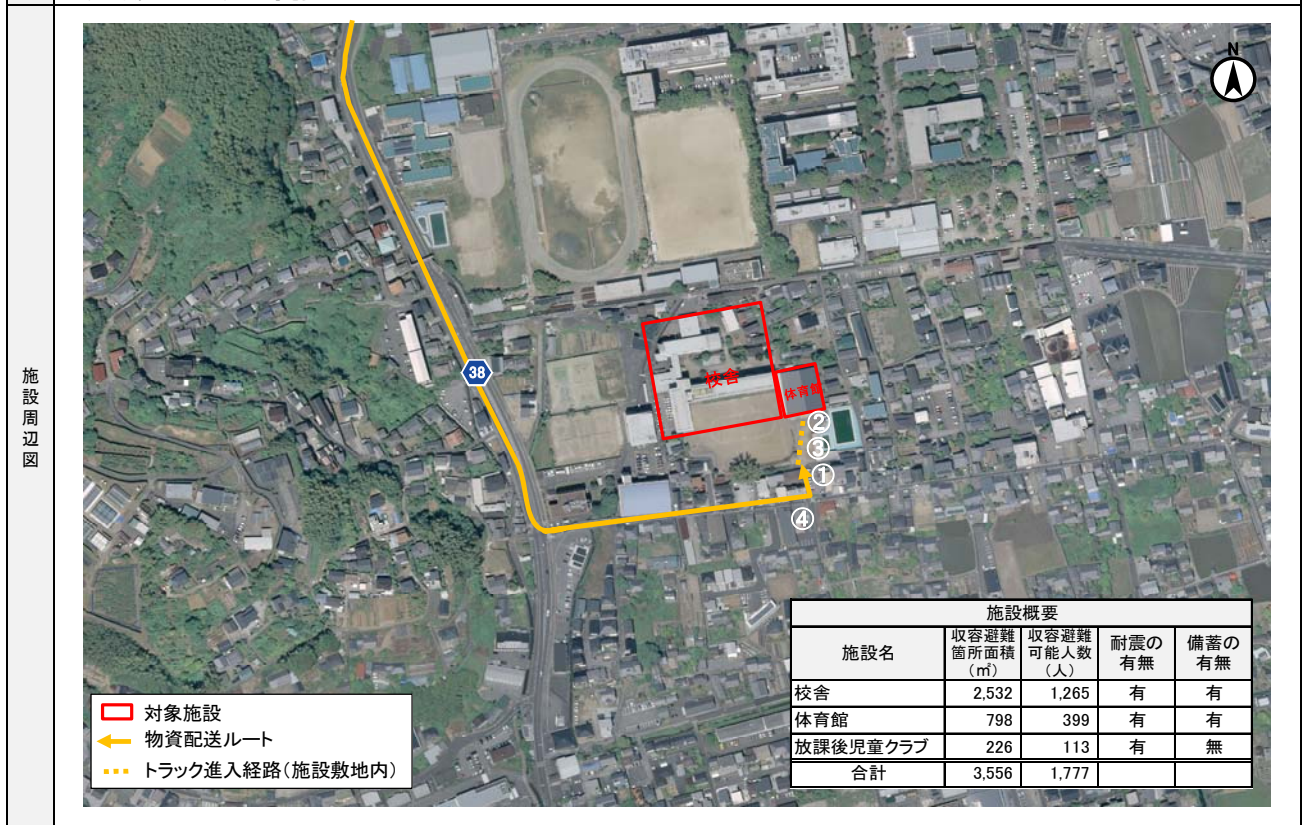 施設周辺図
N
38
校舎
体育館
②
③
①
④
対象施設
物資配送ルート
トラック進入経路(施設敷地内)
施設概要
施設名 収容避難箇所面積(㎡) 収容避難可能人数(人) 耐震の有無 備蓄の有無
校舎 2,532 1,265 有 有
体育館 798 399 有 有
放課後児童クラブ 226 113 有 無
合計 3,556 1,777